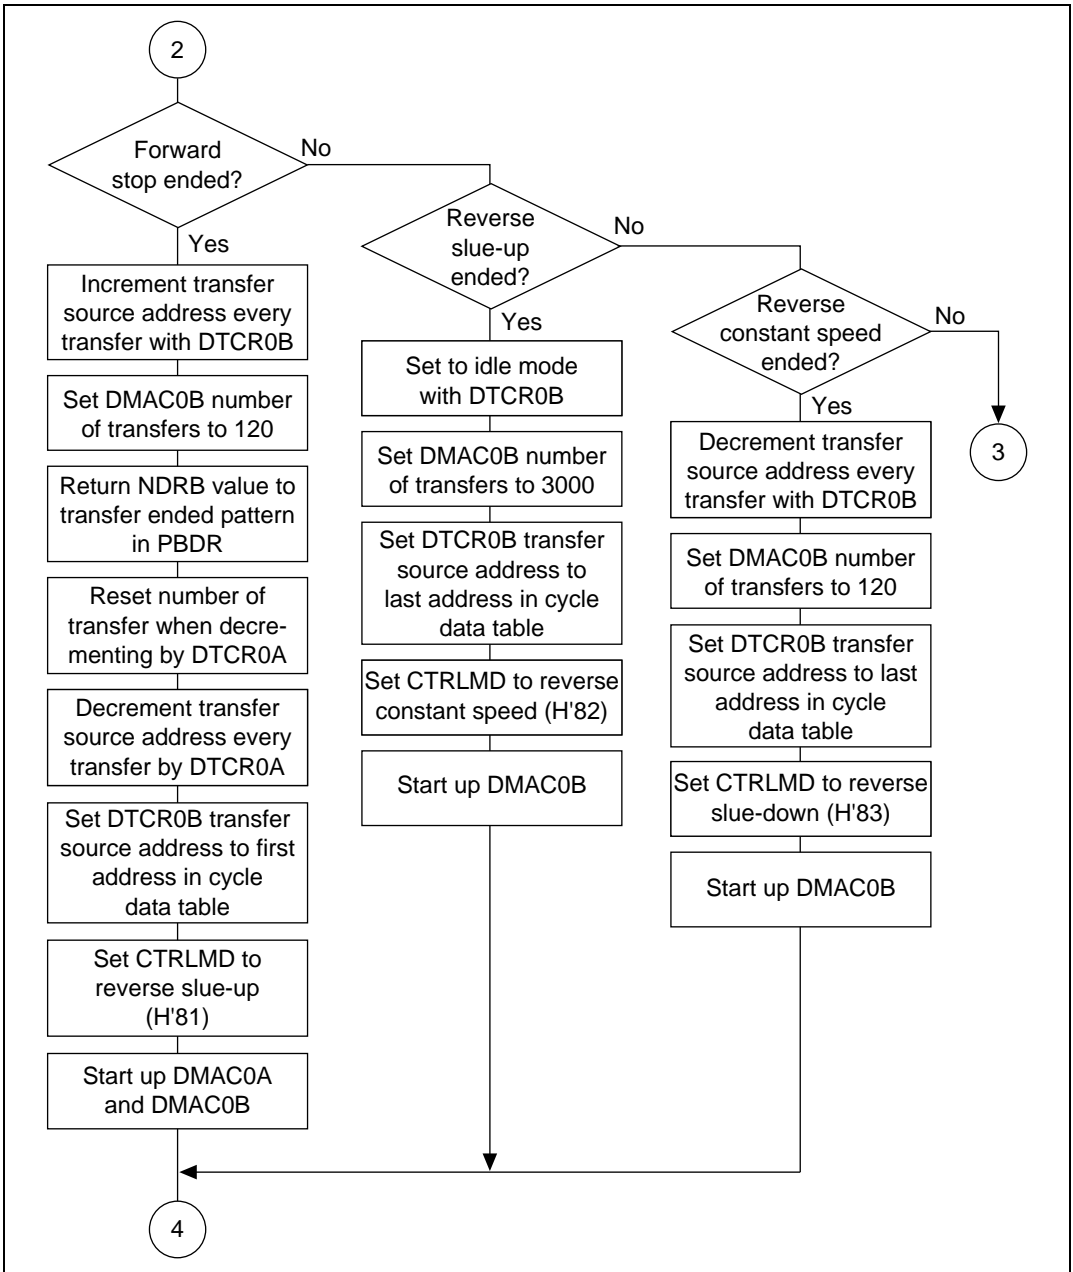 2
Forward
stop ended?
No
Yes
Increment transfer
source address every
transfer with DTCR0B
Set DMAC0B number
of transfers to 120
Return NDRB value to
transfer ended pattern
in PBDR
Reset number of
transfer when decre-
menting by DTCR0A
Decrement transfer
source address every
transfer by DTCR0A
Set DTCR0B transfer
source address to first
address in cycle
data table
Set CTRLMD to
reverse slue-up
(H'81)
Start up DMAC0A
and DMAC0B
Reverse
slue-up
ended?
No
Yes
Set to idle mode
with DTCR0B
Set DMAC0B number
of transfers to 3000
Set DTCR0B transfer
source address to
last address in cycle
data table
Set CTRLMD to reverse
constant speed (H'82)
Start up DMAC0B
Reverse
constant speed
ended?
No
Yes
3
Decrement transfer
source address every
transfer with DTCR0B
Set DMAC0B number
of transfers to 120
Set DTCR0B transfer
source address to last
address in cycle
data table
Set CTRLMD to reverse
slue-down (H'83)
Start up DMAC0B
4